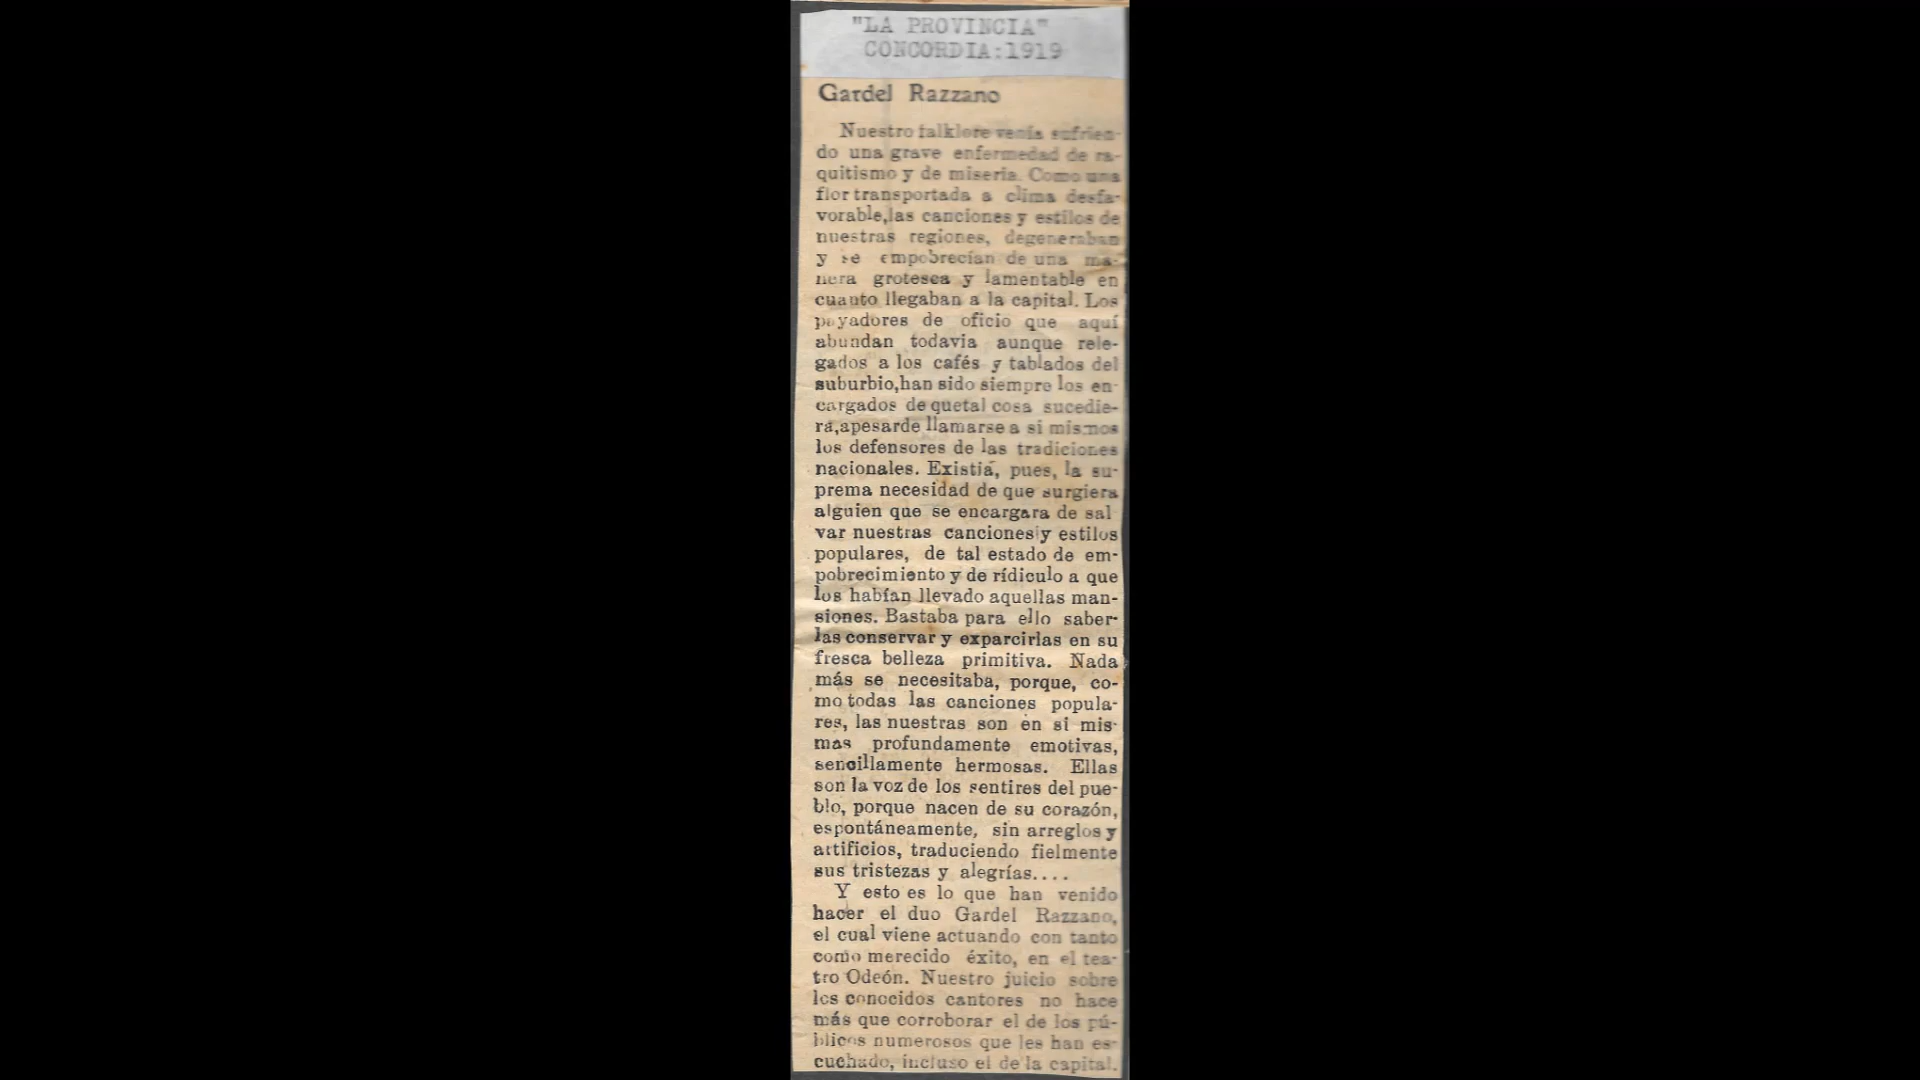 "LA PROVINCIA"
CONCORDIA:1919
Gardel Razzano
Nuestro falklore venía sufrien-
do una grave enfermedad de ra-
quitismo y de miseria. Como una
flor transportada a clima desfa-
vorable,las canciones y estilos de
nuestras regiones, degeneraban
y se empobrecían de una ma-
nera grotesca y lamentable en
cuanto llegaban a la capital. Los
payadores de oficio que aquí
abundan todavia aunque rele-
gados a los cafés y tablados del
suburbio,han sido siempre los en-
cargados de quetal cosa sucedie-
ra,apesarde llamarse a si mismos
los defensores de las tradiciones
nacionales. Existía, pues, la su-
prema necesidad de que surgiera
alguien que se encargara de sal
var nuestras canciones y estilos
populares, de tal estado de em-
pobrecimiento y de rídiculo a que
los habían llevado aquellas man-
siones. Bastaba para ello saber-
las conservar y exparcirlas en su
fresca belleza primitiva. Nada
más se necesitaba, porque, co-
mo todas las canciones popula-
res, las nuestras son en si mis-
mas profundamente emotivas,
sencillamente hermosas. Ellas
son la voz de los sentires del pue-
blo, porque nacen de su corazón,
espontáneamente, sin arreglos y
artificios, traduciendo fielmente
sus tristezas y alegrías....
Y esto es lo que han venido
hacer el duo Gardel Razzano,
el cual viene actuando con tanto
como merecido éxito, en el tea-
tro Odeón. Nuestro juicio sobre
los conocidos cantores no hace
más que corroborar el de los pú-
blicos numerosos que les han es-
cuchado, incluso el de la capital.